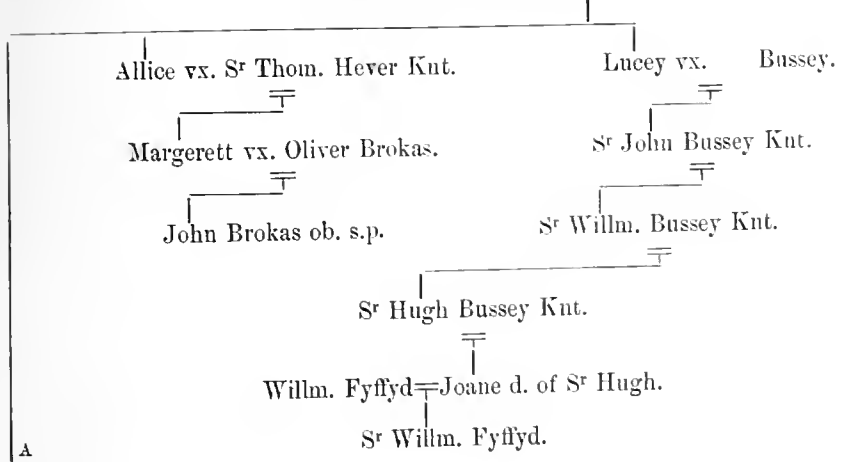 Allice vx. Sʳ Thom. Hever Knt. Lucey vx. Bussey.
Margerett vx. Oliver Brokas. Sʳ John Bussey Knt.
John Brokas ob. s.p. Sʳ Willm. Bussey Knt.
Sʳ Hugh Bussey Knt.
Willm. Fyffyd=Joane d. of Sʳ Hugh.
Sʳ Willm. Fyffyd.
A